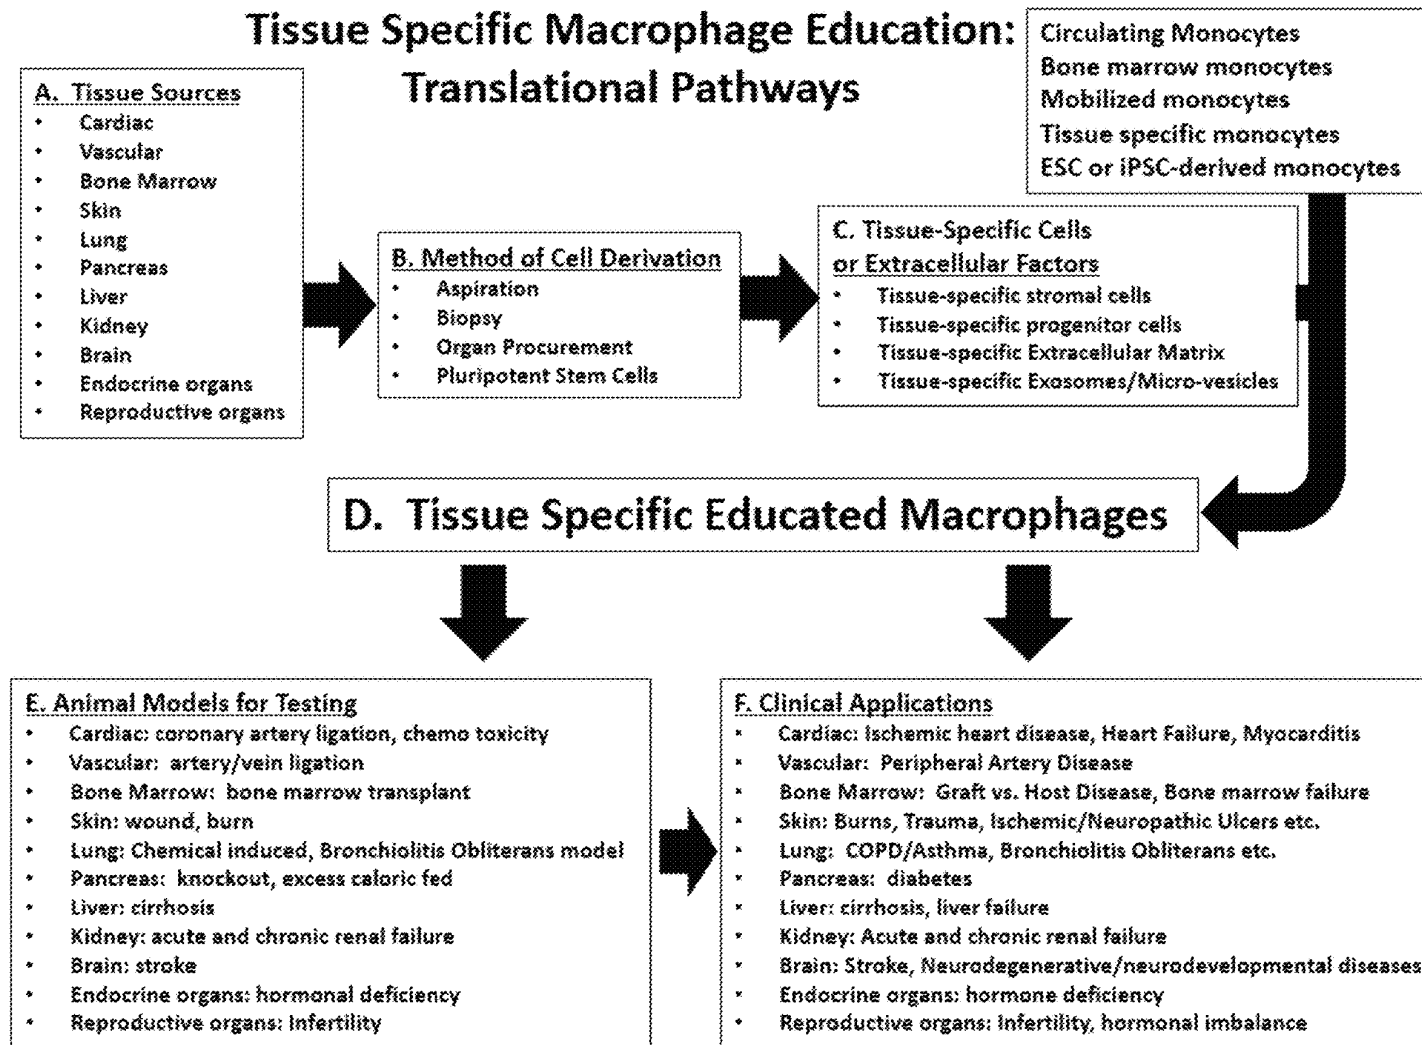 Tissue Specific Macrophage Education:
Translational Pathways
Circulating Monocytes
Bone marrow monocytes
Mobilized monocytes
Tissue specific monocytes
ESC or iPSC-derived monocytes
A. Tissue Sources
• Cardiac
• Vascular
• Bone Marrow
• Skin
• Lung
• Pancreas
• Liver
• Kidney
• Brain
• Endocrine organs
• Reproductive organs
B. Method of Cell Derivation
• Aspiration
• Biopsy
• Organ Procurement
• Pluripotent Stem Cells
C. Tissue-Specific Cells
or Extracellular Factors
• Tissue-specific stromal cells
• Tissue-specific progenitor cells
• Tissue-specific Extracellular Matrix
• Tissue-specific Exosomes/Micro-vesicles
D. Tissue Specific Educated Macrophages
E. Animal Models for Testing
• Cardiac: coronary artery ligation, chemo toxicity
• Vascular: artery/vein ligation
• Bone Marrow: bone marrow transplant
• Skin: wound, burn
• Lung: Chemical induced, Bronchiolitis Obliterans model
• Pancreas: knockout, excess caloric fed
• Liver: cirrhosis
• Kidney: acute and chronic renal failure
• Brain: stroke
• Endocrine organs: hormonal deficiency
• Reproductive organs: Infertility
F. Clinical Applications
• Cardiac: Ischemic heart disease, Heart Failure, Myocarditis
• Vascular: Peripheral Artery Disease
• Bone Marrow: Graft vs. Host Disease, Bone marrow failure
• Skin: Burns, Trauma, Ischemic/Neuropathic Ulcers etc.
• Lung: COPD/Asthma, Bronchiolitis Obliterans etc.
• Pancreas: diabetes
• Liver: cirrhosis, liver failure
• Kidney: Acute and chronic renal failure
• Brain: Stroke, Neurodegenerative/neurodevelopmental diseases
• Endocrine organs: hormone deficiency
• Reproductive organs: Infertility, hormonal imbalance